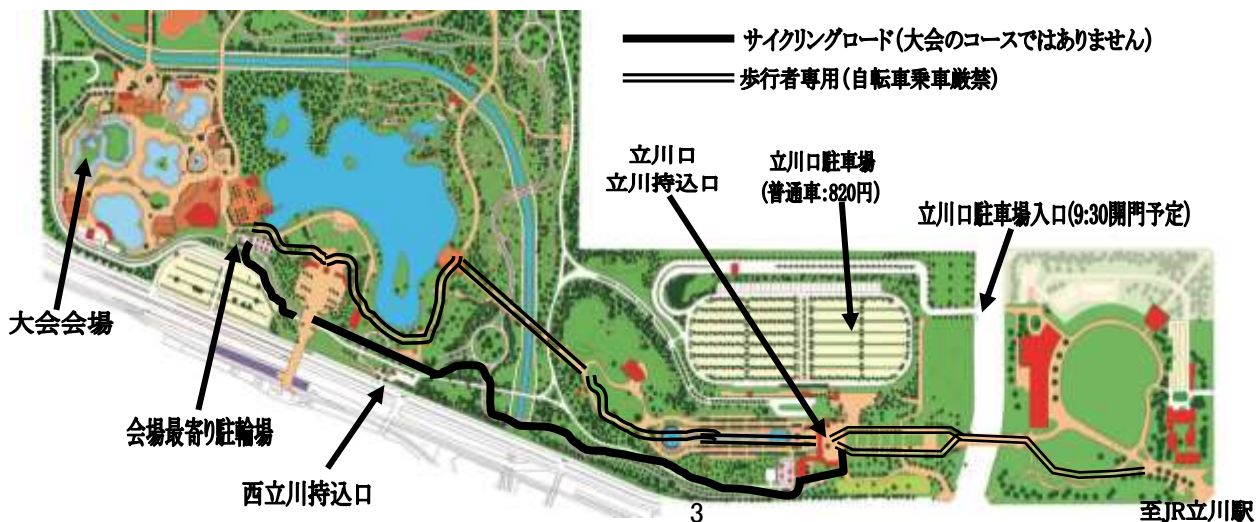 サイクリングロード(大会のコースではありません)
歩行者専用(自転車乗車厳禁)
立川口
立川持込口
立川口駐車場
(普通車:820円)
立川口駐車場入口(9:30開門予定)
大会会場
会場最寄り駐輪場
西立川持込口
3
至JR立川駅